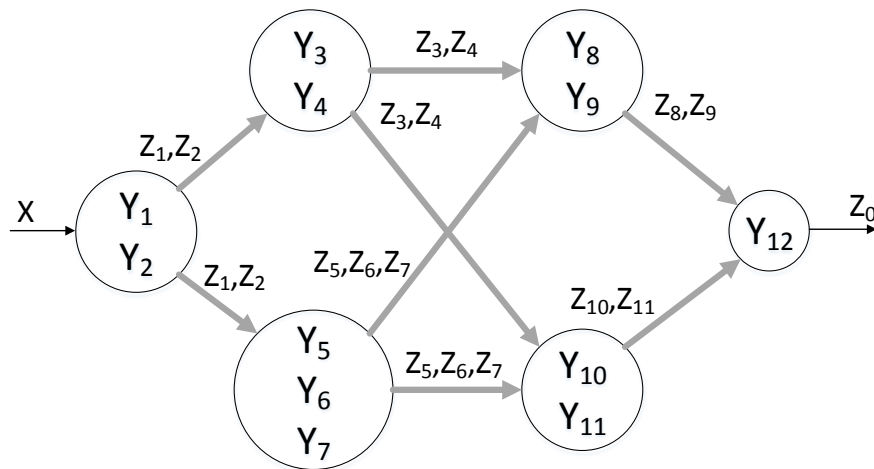 X
Y₁
Y₂
Z₁,Z₂
Z₁,Z₂
Y₃
Y₄
Y₅
Y₆
Y₇
Z₃,Z₄
Z₃,Z₄
Z₅,Z₆,Z₇
Z₅,Z₆,Z₇
Y₈
Y₉
Y₁₀
Y₁₁
Z₈,Z₉
Z₁₀,Z₁₁
Y₁₂
Z₀